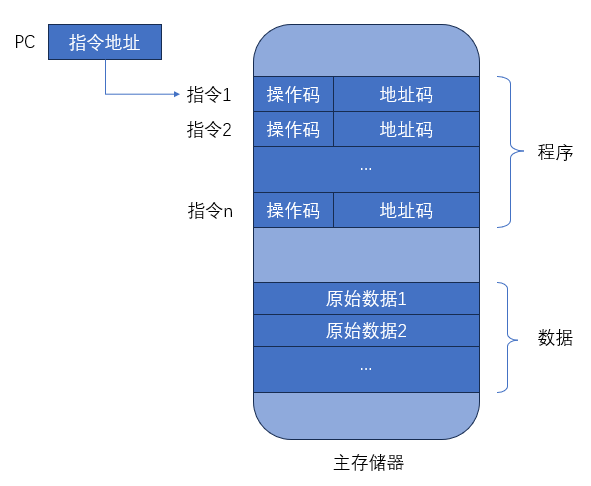 PC 指令地址
指令1 操作码 地址码
指令2 操作码 地址码
...
程序
指令n 操作码 地址码
原始数据1
原始数据2
数据
...
主存储器